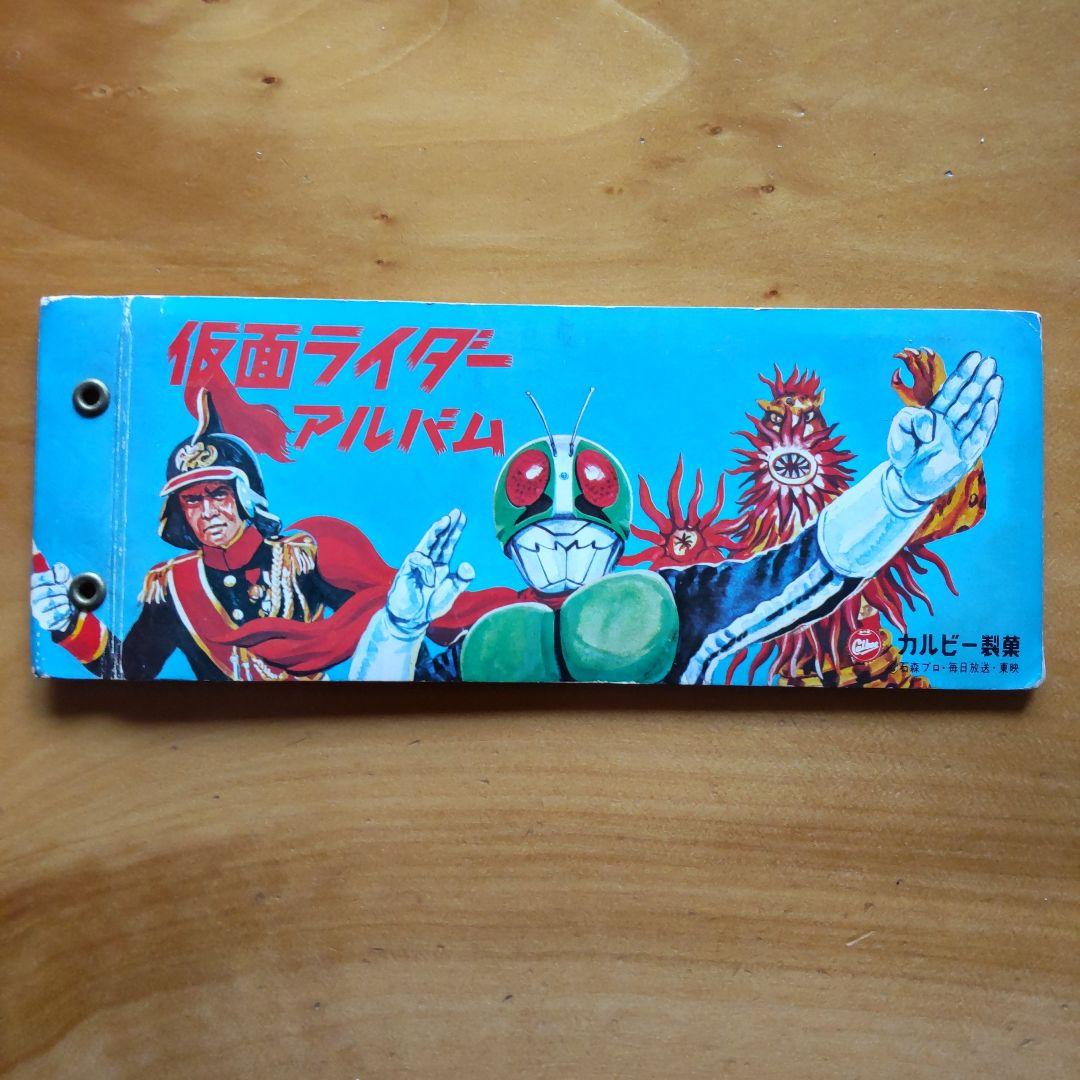 仮面ライダー
アルバム
Calbee
カルビー製菓
石森プロ・毎日放送・東映